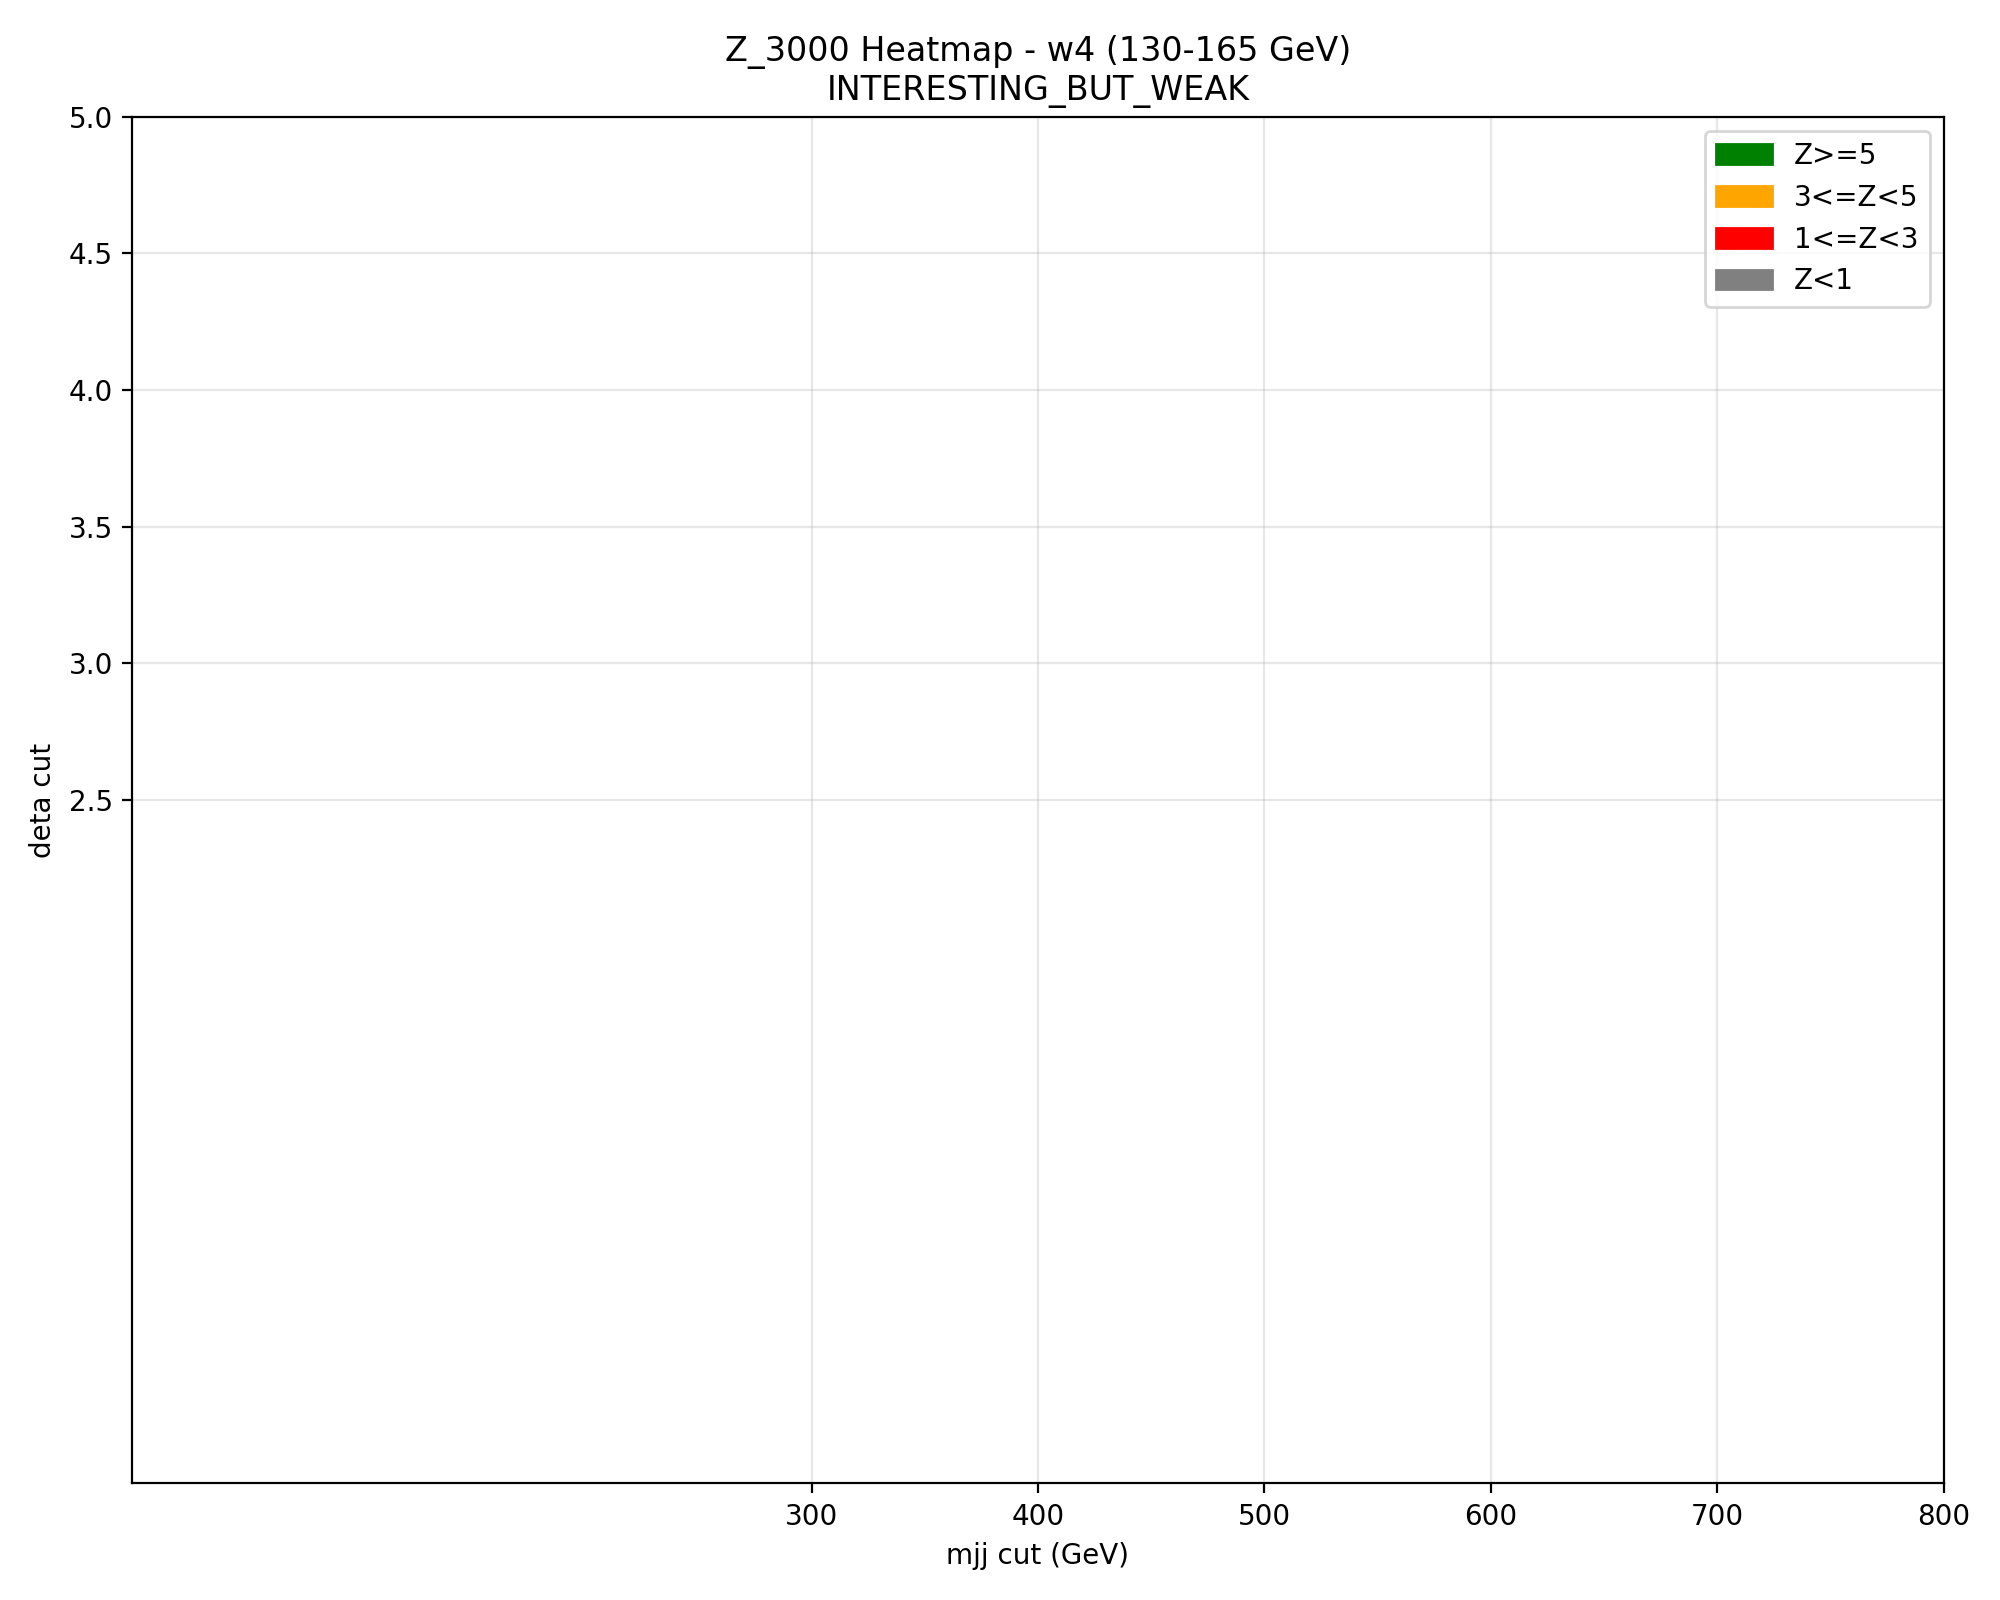 Z_3000 Heatmap - w4 (130-165 GeV)
INTERESTING_BUT_WEAK
Z>=5
3<=Z<5
1<=Z<3
Z<1
5.0
4.5
4.0
3.5
3.0
2.5
deta cut
300
400
500
600
700
800
mjj cut (GeV)